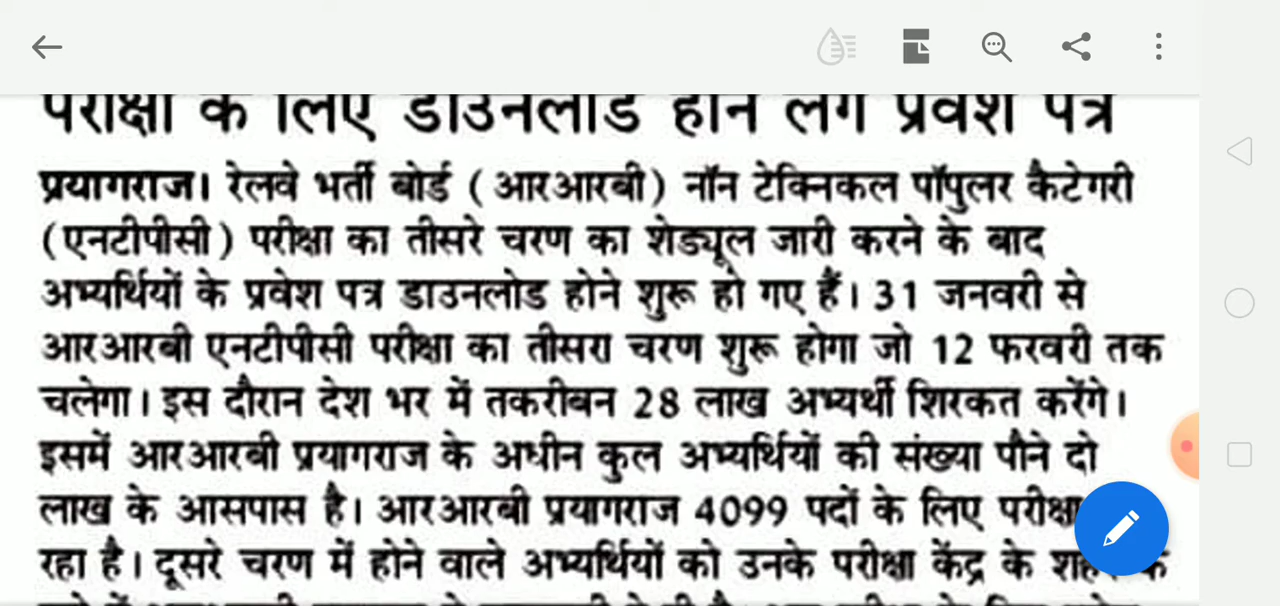 परीक्षा के लिए डाउनलोड होने लगे प्रवेश पत्र
प्रयागराज। रेलवे भर्ती बोर्ड (आरआरबी) नॉन टेक्निकल पॉपुलर कैटेगरी
(एनटीपीसी) परीक्षा का तीसरे चरण का शेड्यूल जारी करने के बाद
अभ्यर्थियों के प्रवेश पत्र डाउनलोड होने शुरू हो गए हैं। 31 जनवरी से
आरआरबी एनटीपीसी परीक्षा का तीसरा चरण शुरू होगा जो 12 फरवरी तक
चलेगा। इस दौरान देश भर में तकरीबन 28 लाख अभ्यर्थी शिरकत करेंगे।
इसमें आरआरबी प्रयागराज के अधीन कुल अभ्यर्थियों की संख्या पौने दो
लाख के आसपास है। आरआरबी प्रयागराज 4099 पदों के लिए परीक्षा
रहा है। दूसरे चरण में होने वाले अभ्यर्थियों को उनके परीक्षा केंद्र के